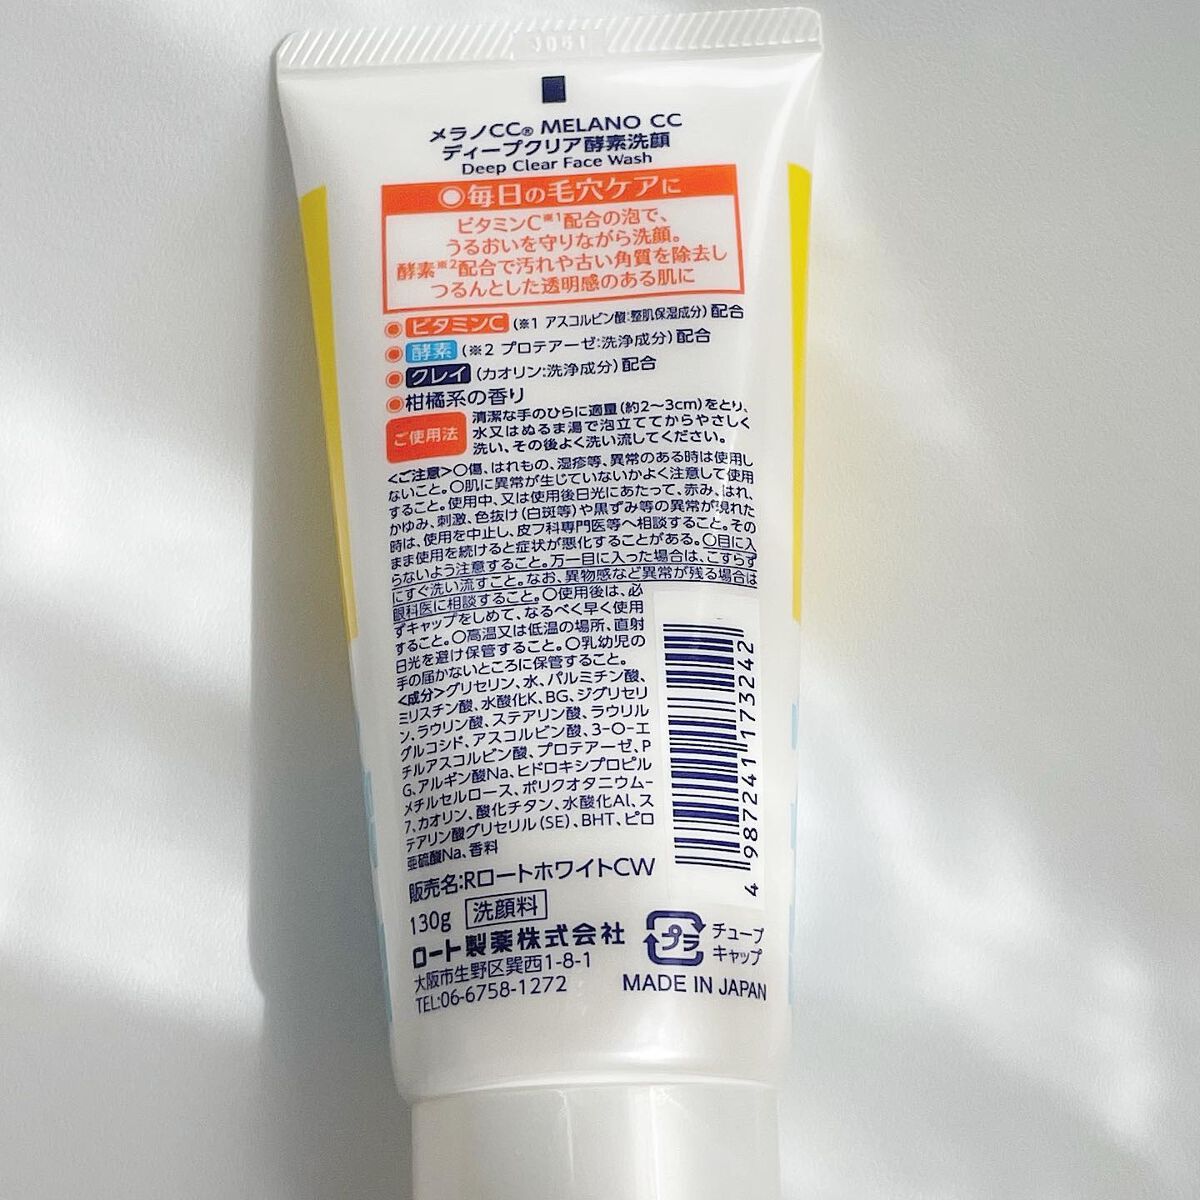 メラノCC® MELANO CC
ディープクリア酵素洗顔
Deep Clear Face Wash
毎日の毛穴ケアに
ビタミンC※1配合の泡で、
うるおいを守りながら洗顔。
酵素※2配合で汚れや古い角質を除去し
つるんとした透明感のある肌に
ビタミンC (※1 アスコルビン酸:整肌保湿成分) 配合
酵素 (※2 プロテアーゼ:洗浄成分) 配合
クレイ (カオリン:洗浄成分) 配合
柑橘系の香り
ご使用法
清潔な手のひらに適量(約2〜3cm)をとり、
水又はぬるま湯で泡立ててからやさしく
洗い、その後よく洗い流してください。
<ご注意>○傷、はれもの、湿疹等、異常のある時は使用し
ないこと。○肌に異常が生じていないかよく注意して使用
すること。使用中、又は使用後日光にあたって、赤み、はれ、
かゆみ、刺激、色抜け(白斑等)や黒ずみ等の異常が現れた
時は、使用を中止し、皮フ科専門医等へ相談すること。その
まま使用を続けると症状が悪化することがある。○目に入
らないよう注意すること。万一目に入った場合は、こすらず
にすぐ洗い流すこと。なお、異物感など異常が残る場合は
眼科医に相談すること。○使用後は、必
ずキャップをしめて、なるべく早く使用
すること。○高温又は低温の場所、直射
日光を避け保管すること。○乳幼児の
手の届かないところに保管すること。
<成分>グリセリン、水、パルミチン酸、
ミリスチン酸、水酸化K、BG、ジグリセリ
ン、ラウリン酸、ステアリン酸、ラウリル
グルコシド、アスコルビン酸、3-O-エ
チルアスコルビン酸、プロテアーゼ、P
G、アルギン酸Na、ヒドロキシプロピル
メチルセルロース、ポリクオタニウム-
7、カオリン、酸化チタン、水酸化Al、ス
テアリン酸グリセリル(SE)、BHT、ピロ
亜硫酸Na、香料
4 987241 173242
販売名:Rロートホワイトcw
130g 洗顔料
ロート製薬株式会社
大阪市生野区巽西1-8-1
TEL:06-6758-1272
プラ
チューブ
キャップ
MADE IN JAPAN